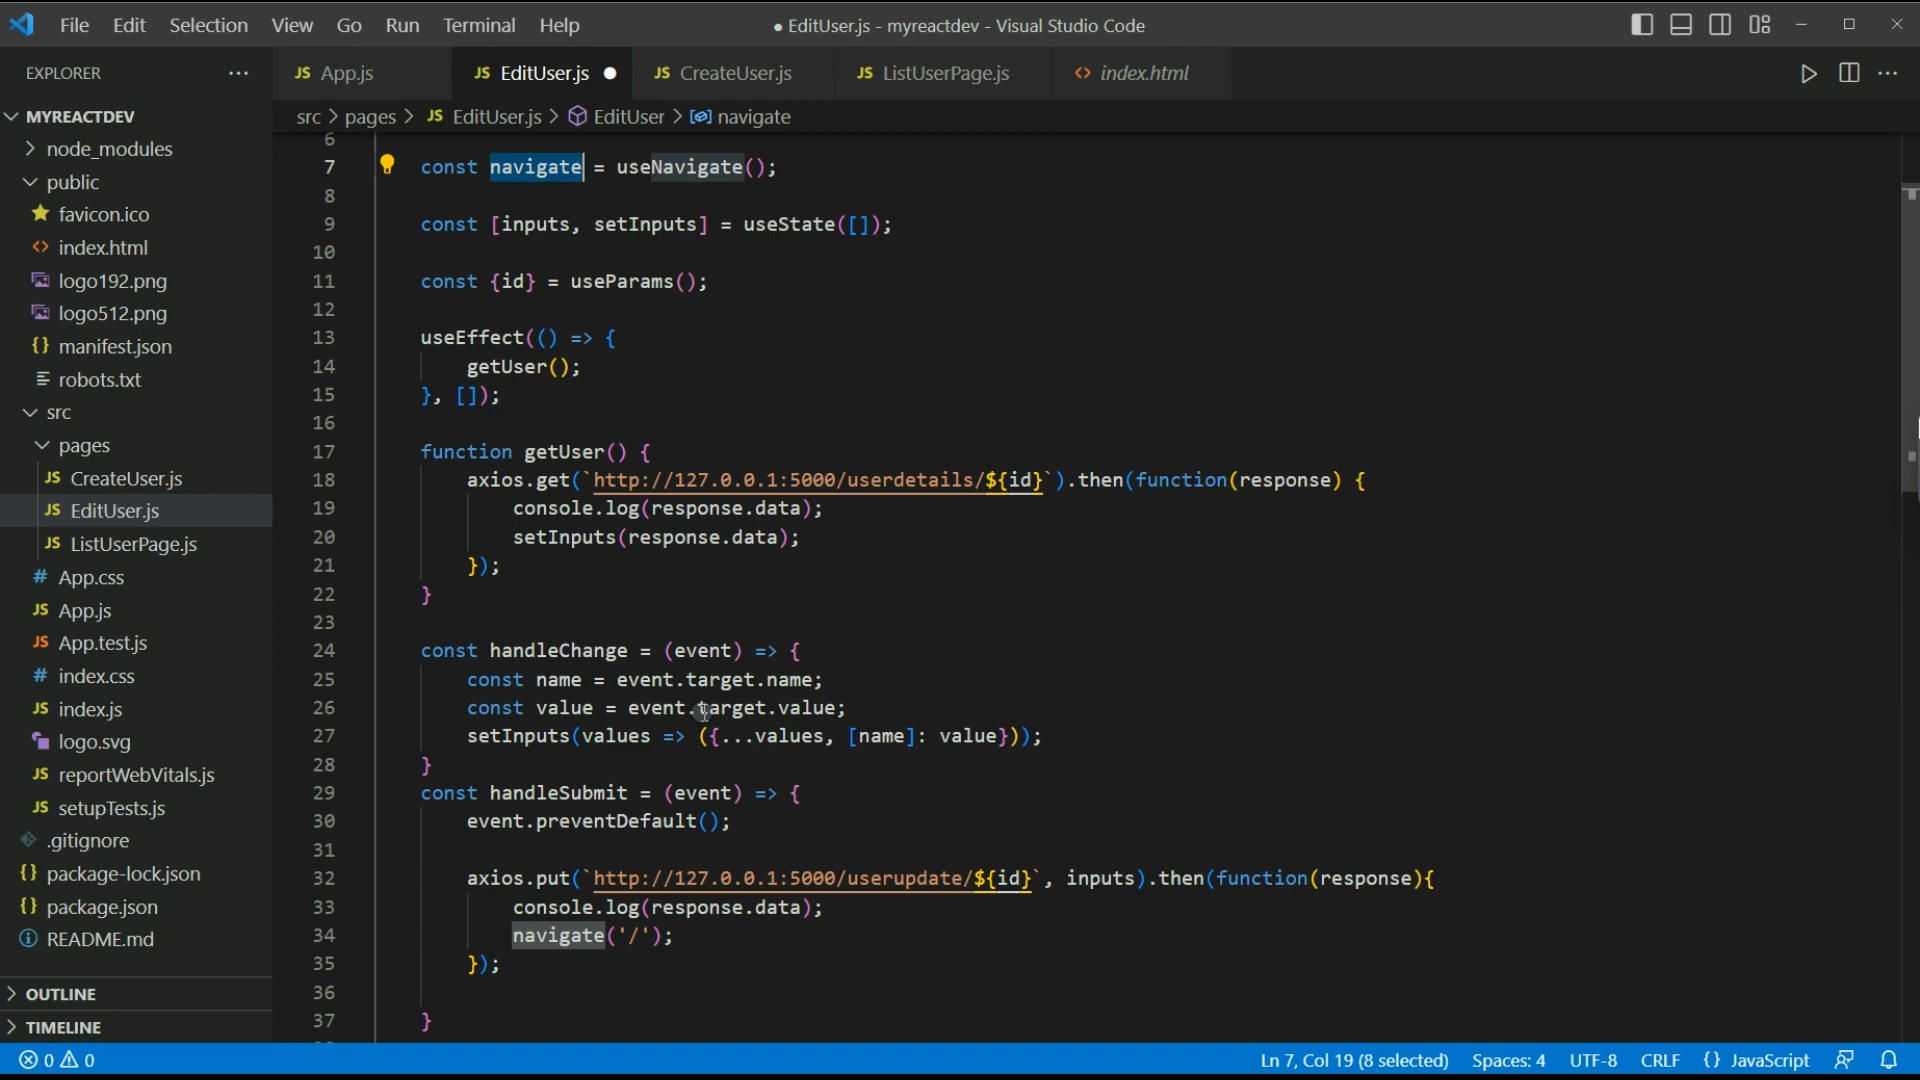 File Edit Selection View Go Run Terminal Help
● EditUser.js - myreactdev - Visual Studio Code
EXPLORER ···
JS App.js
JS EditUser.js ●
JS CreateUser.js
JS ListUserPage.js
<> index.html
src > pages > JS EditUser.js > EditUser > navigate
MYREACTDEV
node_modules
public
favicon.ico
<> index.html
logo192.png
logo512.png
{} manifest.json
robots.txt
src
pages
JS CreateUser.js
JS EditUser.js
JS ListUserPage.js
# App.css
JS App.js
JS App.test.js
# index.css
JS index.js
logo.svg
JS reportWebVitals.js
JS setupTests.js
.gitignore
{} package-lock.json
{} package.json
README.md
OUTLINE
TIMELINE
6
7 const navigate = useNavigate();
8
9 const [inputs, setInputs] = useState([]);
10
11 const {id} = useParams();
12
13 useEffect(() => {
14 getUser();
15 }, []);
16
17 function getUser() {
18 axios.get(`http://127.0.0.1:5000/userdetails/${id}`).then(function(response) {
19 console.log(response.data);
20 setInputs(response.data);
21 });
22 }
23
24 const handleChange = (event) => {
25 const name = event.target.name;
26 const value = event.target.value;
27 setInputs(values => ({...values, [name]: value}));
28 }
29 const handleSubmit = (event) => {
30 event.preventDefault();
31
32 axios.put(`http://127.0.0.1:5000/userupdate/${id}`, inputs).then(function(response){
33 console.log(response.data);
34 navigate('/');
35 });
36
37 }
0 0
Ln 7, Col 19 (8 selected) Spaces: 4 UTF-8 CRLF {} JavaScript